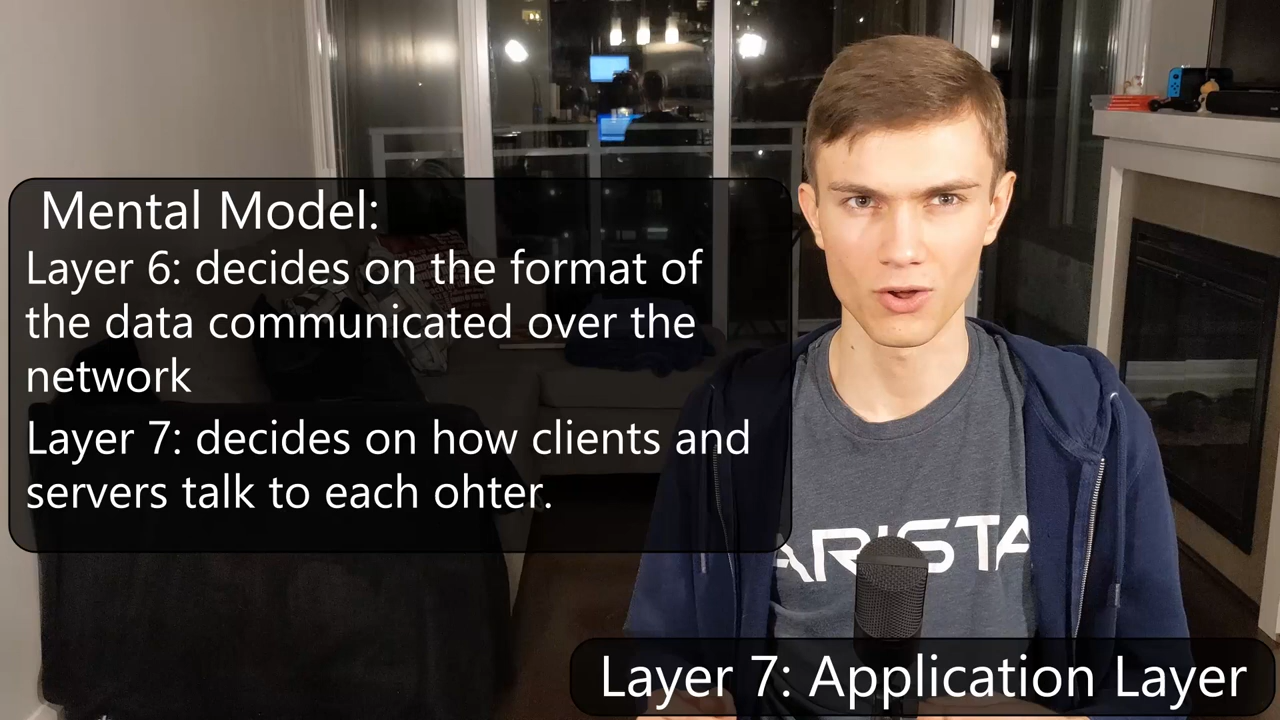 Mental Model:
Layer 6: decides on the format of
the data communicated over the
network
Layer 7: decides on how clients and
servers talk to each ohter.
ARISTA
Layer 7: Application Layer